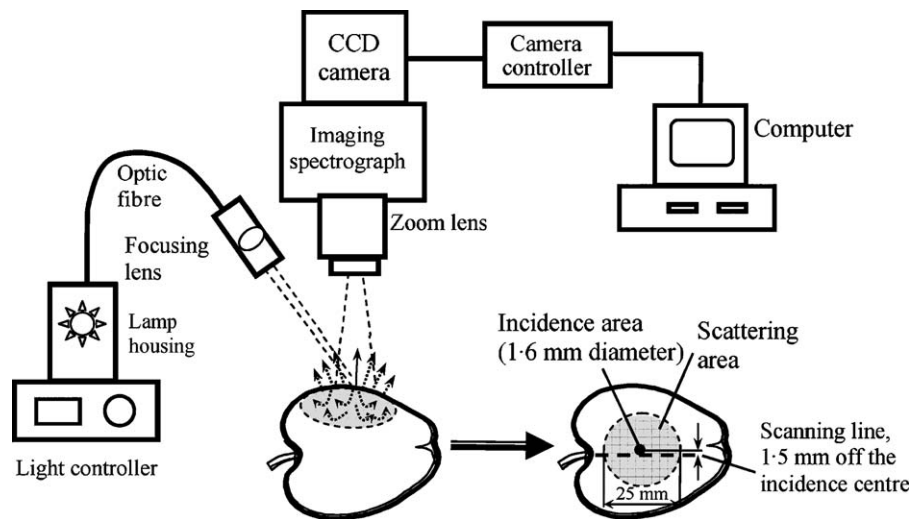 CCD
camera
Camera
controller
Imaging
spectrograph
Computer
Optic
fibre
Zoom lens
Focusing
lens
Lamp
housing
Incidence area
(1·6 mm diameter)
Scattering
area
Scanning line,
1·5 mm off the
incidence centre
25 mm
Light controller